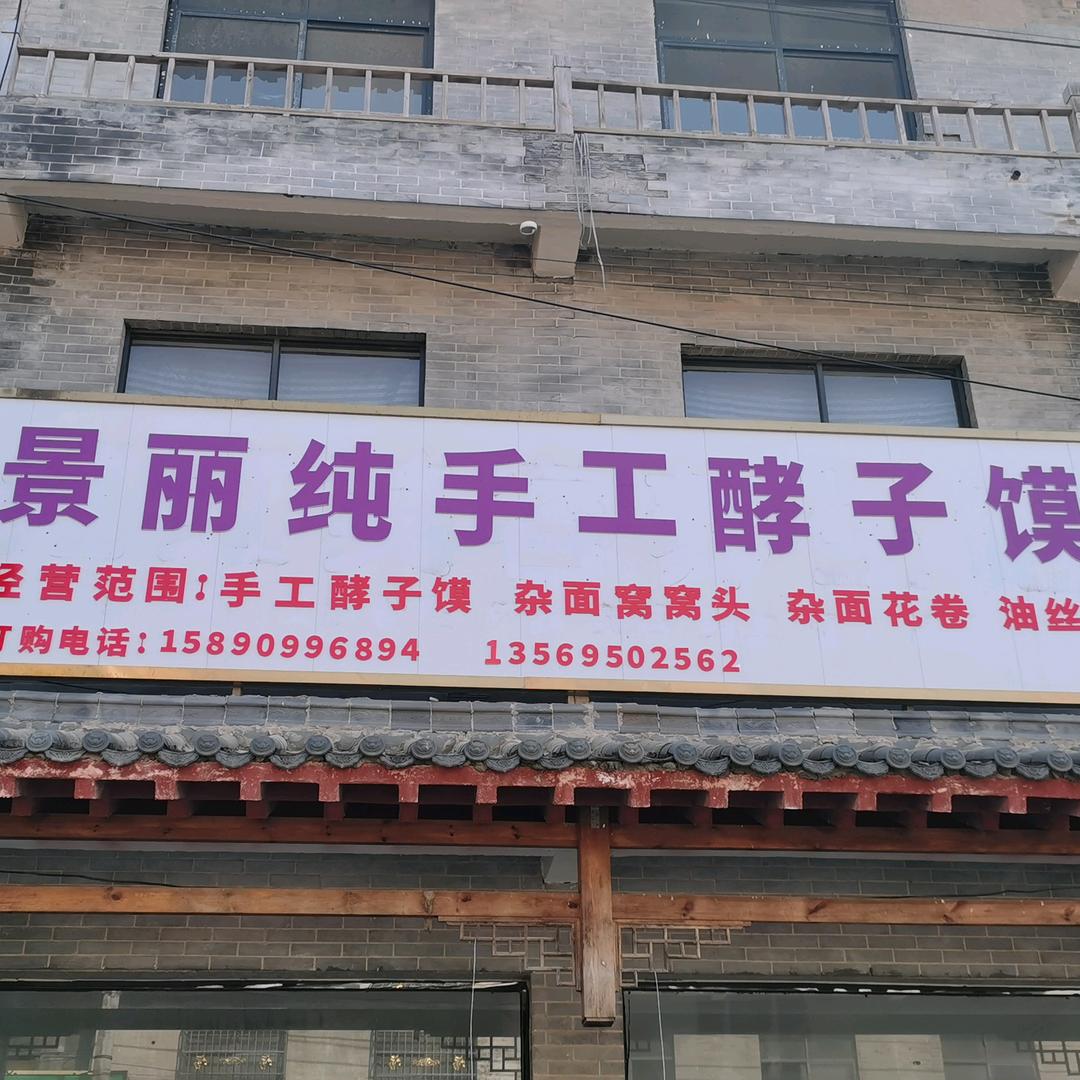 景丽纯手工酵子馍
经营范围：手工酵子馍 杂面窝窝头 杂面花卷 油丝
订购电话：15890996894 13569502562